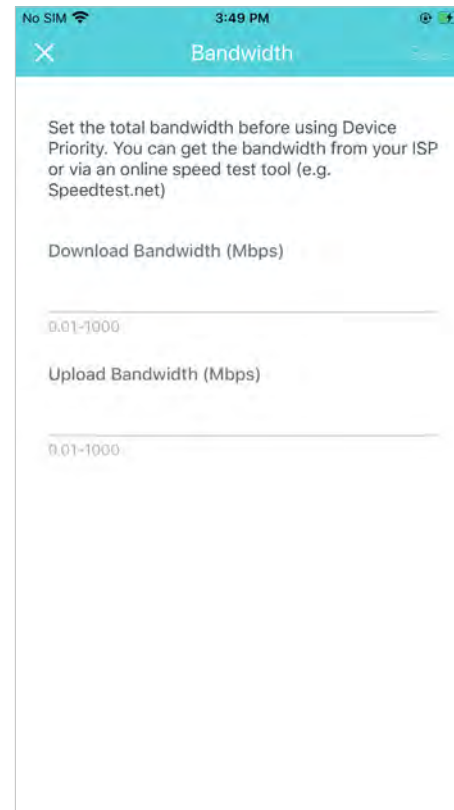 No SIM 3:49 PM
Bandwidth Save
Set the total bandwidth before using Device
Priority. You can get the bandwidth from your ISP
or via an online speed test tool (e.g.
Speedtest.net)
Download Bandwidth (Mbps)
0.01-1000
Upload Bandwidth (Mbps)
0.01-1000